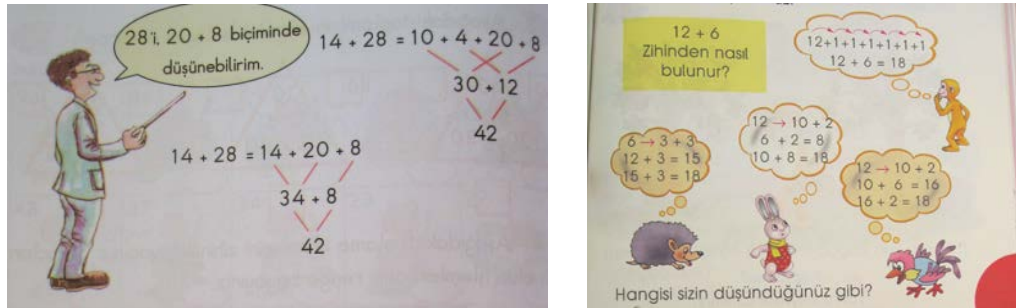 28'i, 20 + 8 biçiminde
düşünebilirim.
14 + 28 = 10 + 4 + 20 + 8
30 + 12
42
14 + 28 = 14 + 20 + 8
34 + 8
42
12 + 6
Zihinden nasıl
bulunur?
12+1+1+1+1+1+1
12 + 6 = 18
12 → 10 + 2
6 + 2 = 8
10 + 8 = 18
6 → 3 + 3
12 + 3 = 15
15 + 3 = 18
12 → 10 + 2
10 + 6 = 16
16 + 2 = 18
Hangisi sizin düşündüğünüz gibi?